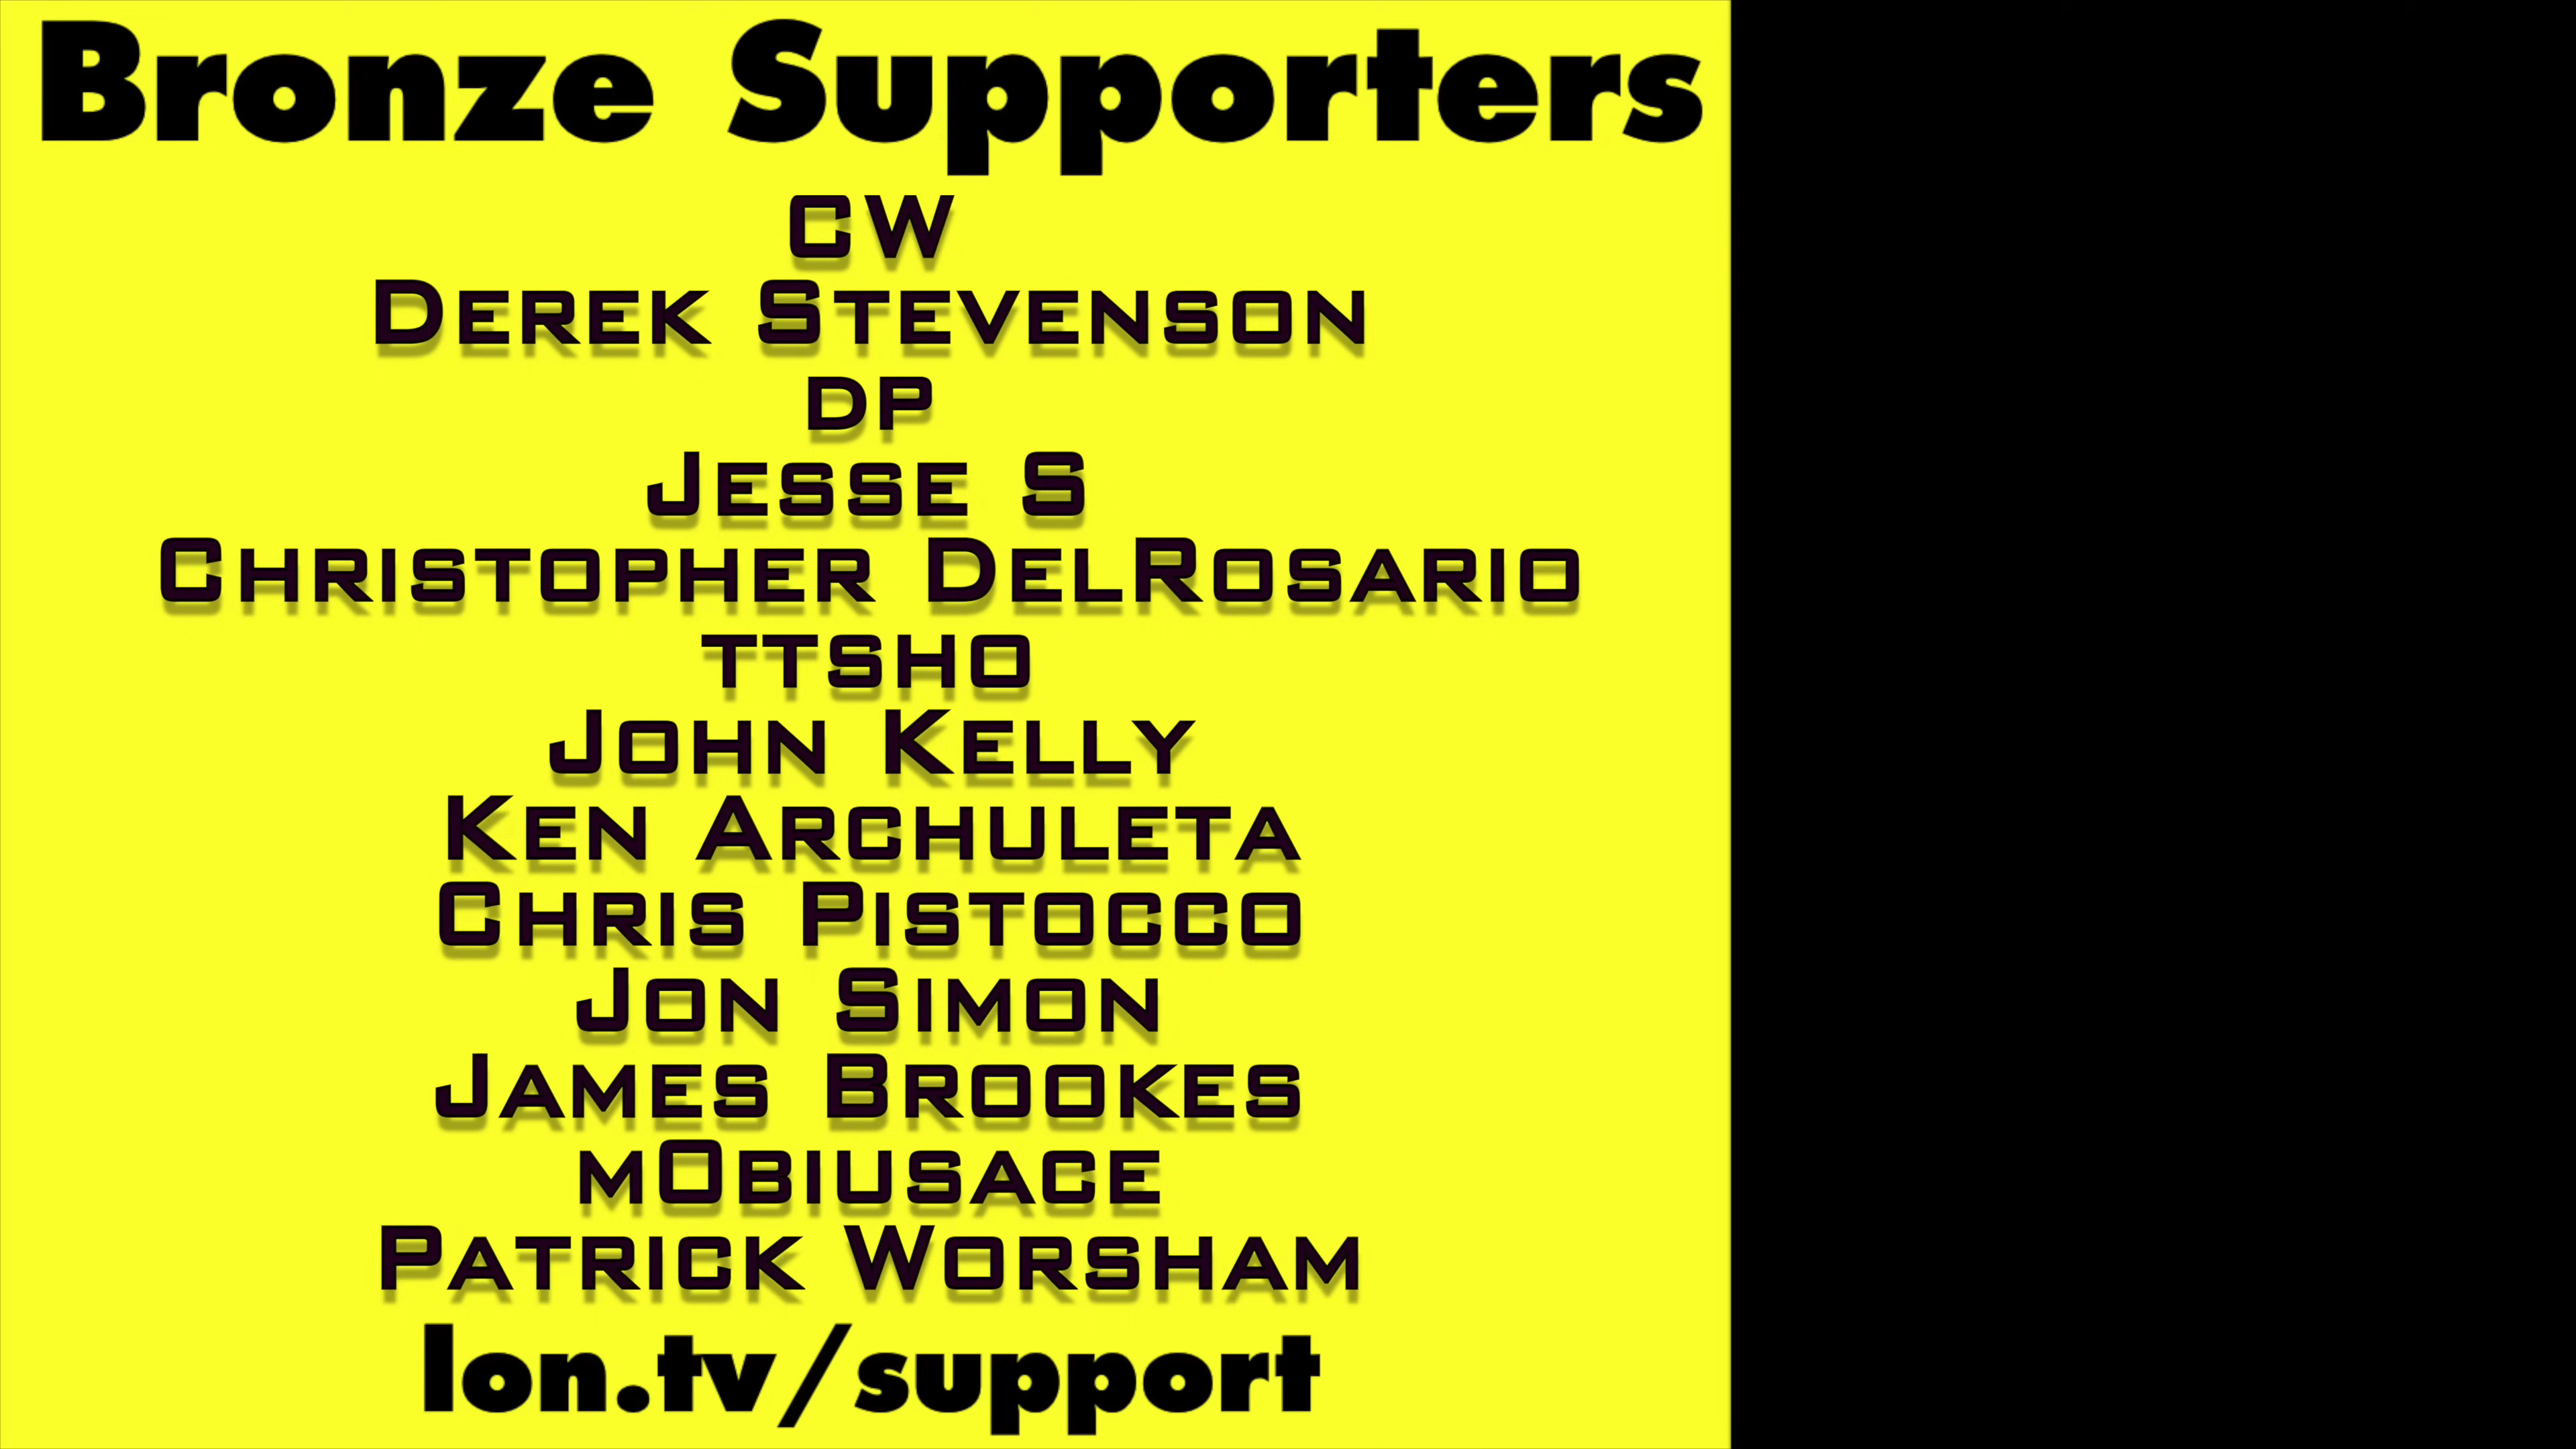 Bronze Supporters
CW
Derek Stevenson
dp
Jesse S
Christopher DelRosario
ttsho
John Kelly
Ken Archuleta
Chris Pistocco
Jon Simon
James Brookes
m0biusace
Patrick Worsham
lon.tv/support